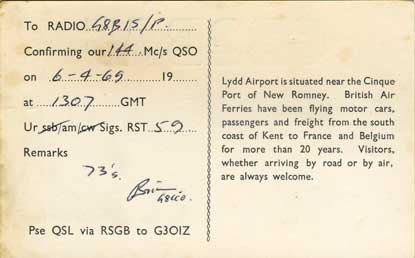 To RADIO G8BIS/P
Confirming our 144 Mc/s QSO
on 6-4-69 19
at 1307 GMT
Ur ssb/am/cw Sigs. RST 59
Remarks
73's.
Brian
Pse QSL via RSGB to G3OIZ
Lydd Airport is situated near the Cinque
Port of New Romney. British Air
Ferries have been flying motor cars,
passengers and freight from the south
coast of Kent to France and Belgium
for more than 20 years. Visitors,
whether arriving by road or by air,
are always welcome.